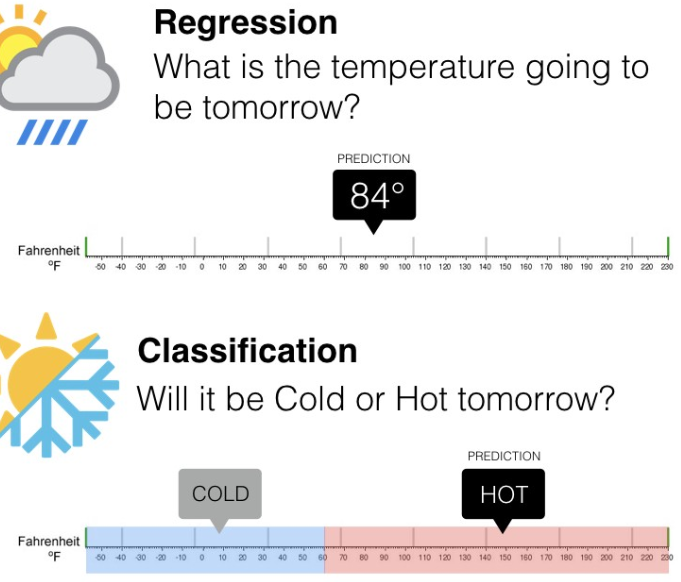 Regression
What is the temperature going to
be tomorrow?
PREDICTION
84°
Fahrenheit
°F
-50 -40 -30 -20 -10 0 10 20 30 40 50 60 70 80 90 100 110 120 130 140 150 160 170 180 190 200 210 220 230
Classification
Will it be Cold or Hot tomorrow?
PREDICTION
COLD
HOT
Fahrenheit
°F
-50 -40 -30 -20 -10 0 10 20 30 40 50 60 70 80 90 100 110 120 130 140 150 160 170 180 190 200 210 220 230